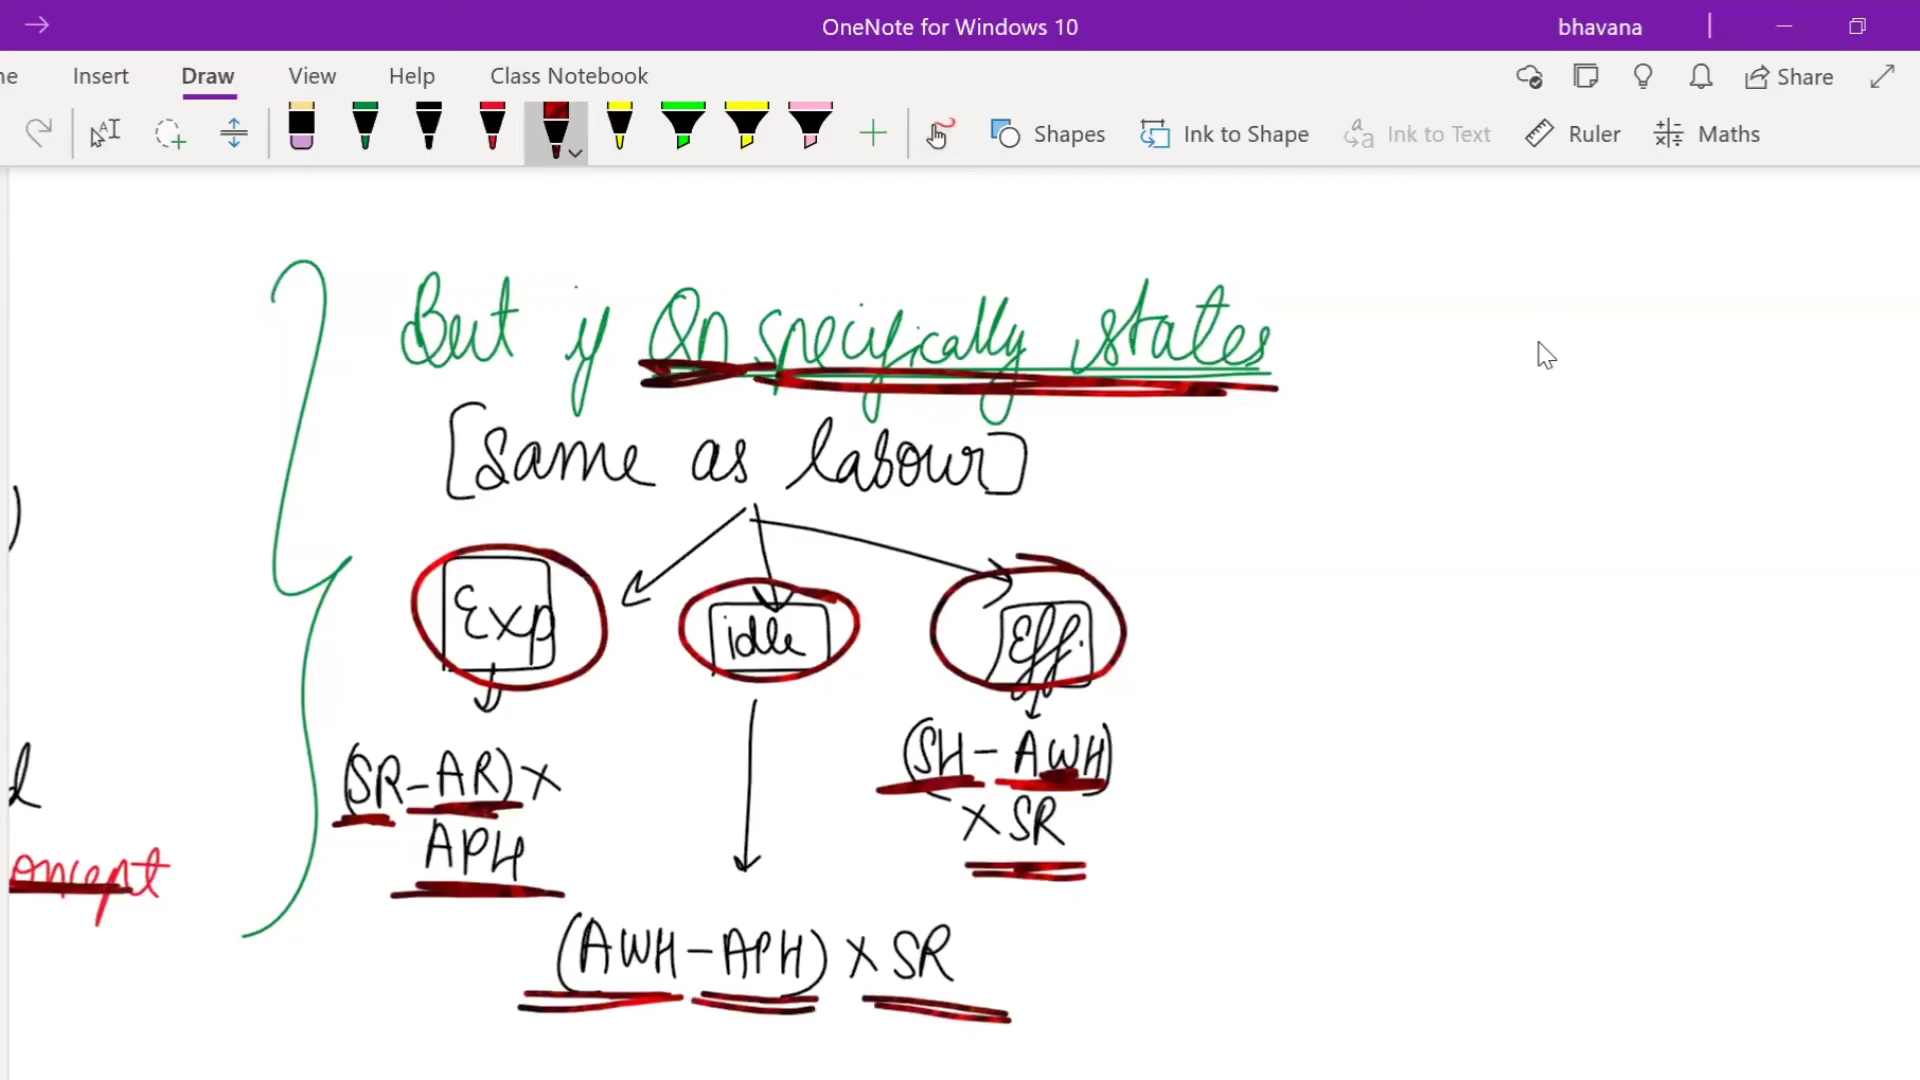 OneNote for Windows 10
bhavana
Insert Draw View Help Class Notebook
Share
Shapes Ink to Shape Ink to Text Ruler Maths
But if Qn specifically states
[Same as labour]
Exp idle Eff.
(SR-AR) x
APH
(SH-AWH)
x SR
(AWH-APH) x SR